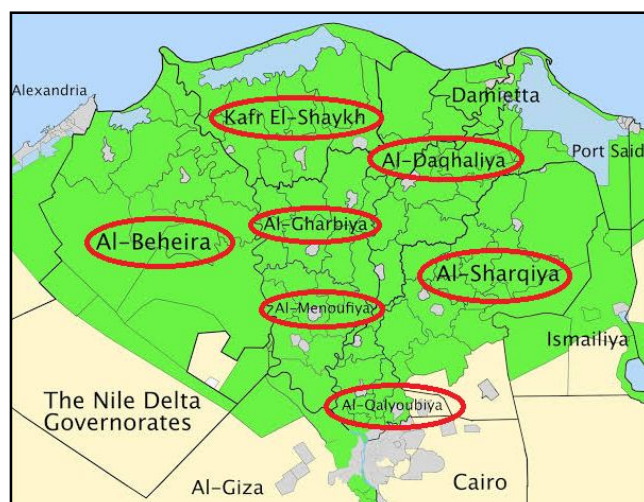 Alexandria
Damietta
Kafr El-Shaykh
Port Said
Al-Daqhaliya
Al-Gharbiya
Al-Beheira
Al-Sharqiya
Al-Menoufiya
Ismailiya
The Nile Delta
Governorates
Al-Qalyoubiya
Al-Giza
Cairo